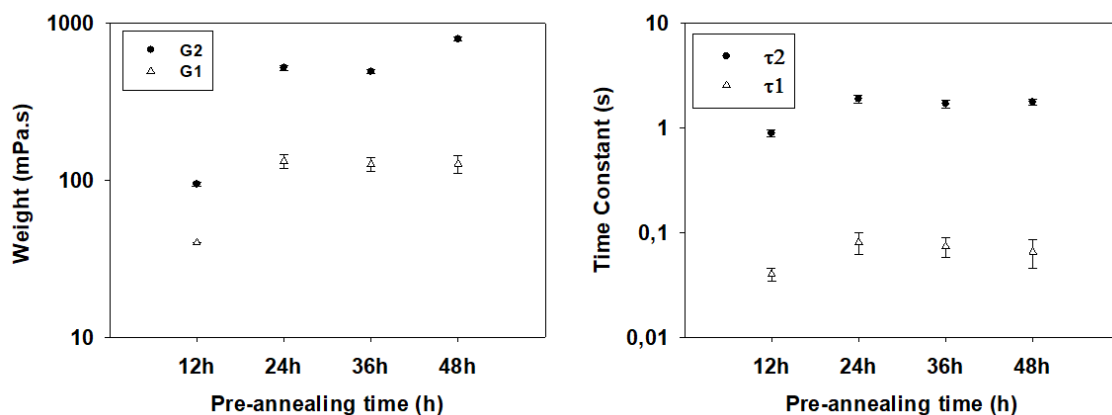 1000
100
10
Weight (mPa.s)
G2
G1
12h 24h 36h 48h
Pre-annealing time (h)
10
1
0,1
0,01
Time Constant (s)
τ2
τ1
12h 24h 36h 48h
Pre-annealing time (h)